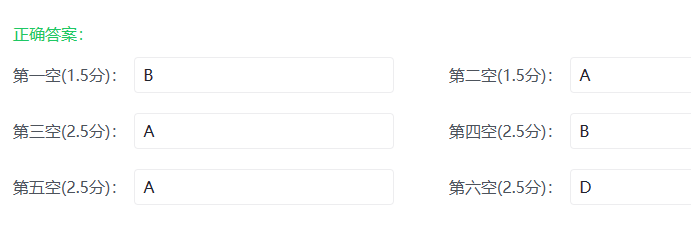 正确答案：
第一空(1.5分)： B 第二空(1.5分)： A
第三空(2.5分)： A 第四空(2.5分)： B
第五空(2.5分)： A 第六空(2.5分)： D